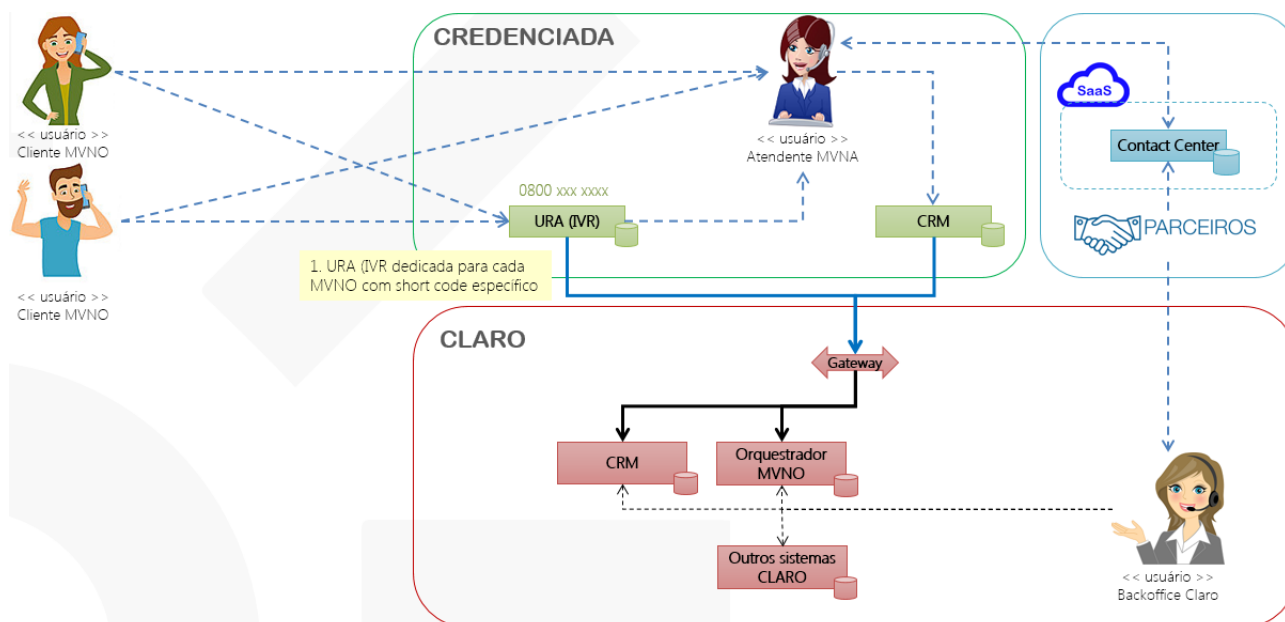 CREDENCIADA
SaaS
<< usuário >>
Cliente MVNO
<< usuário >>
Atendente MVNA
Contact Center
0800 xxx xxxx
URA (IVR)
CRM
PARCEIROS
1. URA (IVR dedicada para cada
MVNO com short code específico
<< usuário >>
Cliente MVNO
CLARO
Gateway
CRM
Orquestrador
MVNO
Outros sistemas
CLARO
<< usuário >>
Backoffice Claro